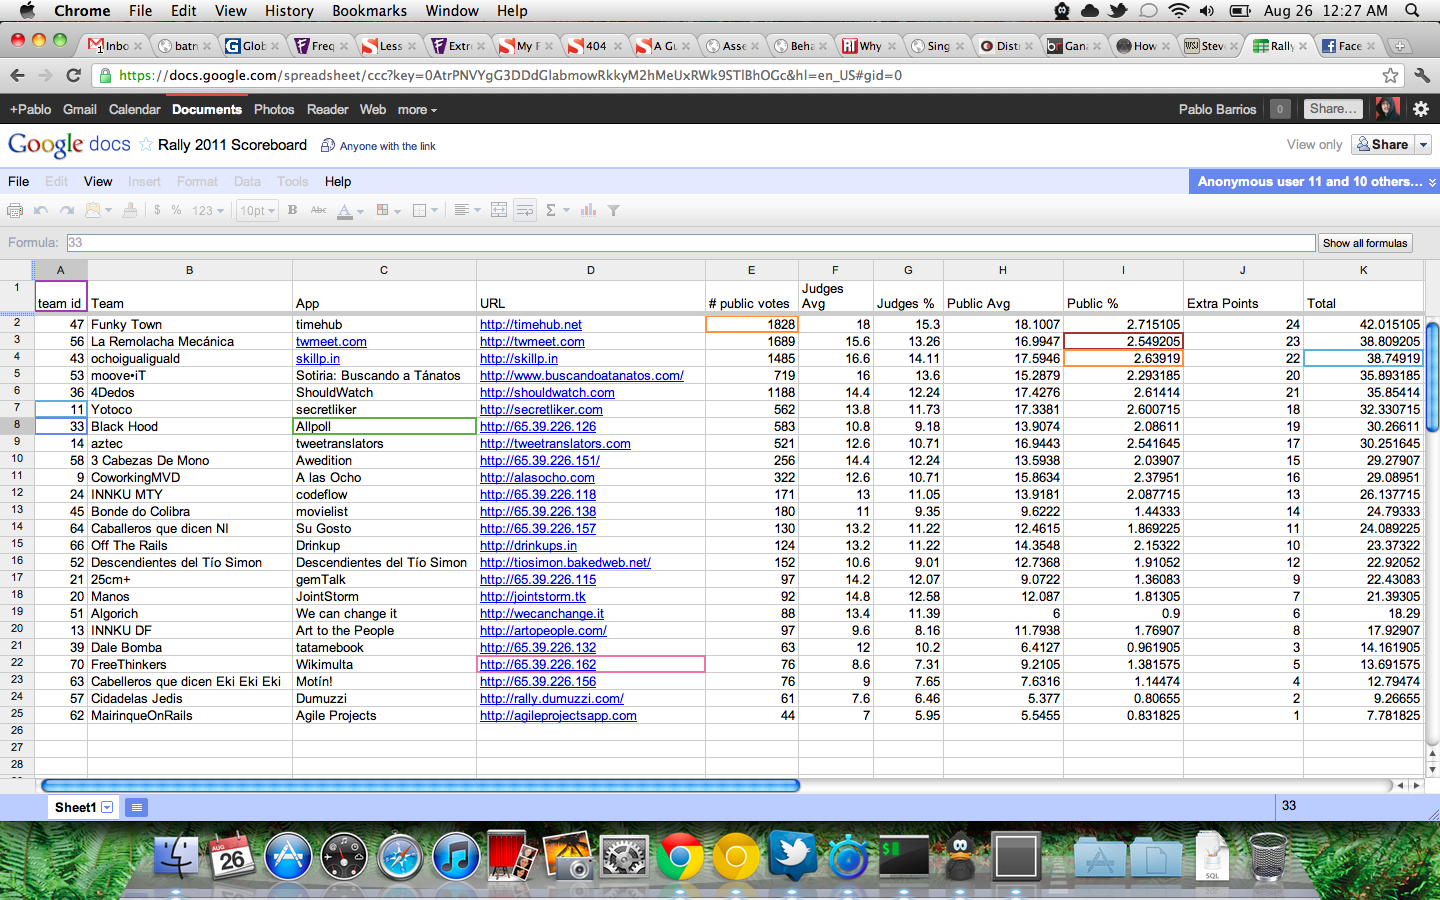 Chrome File Edit View History Bookmarks Window Help Aug 26 12:27 AM
Inbo batn Glob Freq Less Extre My F 404 A Gu Asse Beha Why Sing Distr Gana How Steve Rally Face
https://docs.google.com/spreadsheet/ccc?key=0AtrPNVYgG3DDdGlabmowRkkyM2hMeUxRWk9STlBhOGc&hl=en_US#gid=0
+Pablo Gmail Calendar Documents Photos Reader Web more Pablo Barrios 0 Share...
Google docs Rally 2011 Scoreboard Anyone with the link View only Share
File Edit View Insert Format Data Tools Help Anonymous user 11 and 10 others...
$ % 123 10pt B Abc A Σ
Formula: 33 Show all formulas
A B C D E F G H I J K
1 team id Team App URL # public votes Judges Avg Judges % Public Avg Public % Extra Points Total
2 47 Funky Town timehub http://timehub.net 1828 18 15.3 18.1007 2.715105 24 42.015105
3 56 La Remolacha Mecánica twmeet.com http://twmeet.com 1689 15.6 13.26 16.9947 2.549205 23 38.809205
4 43 ochoigualiguald skillp.in http://skillp.in 1485 16.6 14.11 17.5946 2.63919 22 38.74919
5 53 moove•iT Sotiria: Buscando a Tánatos http://www.buscandoatanatos.com/ 719 16 13.6 15.2879 2.293185 20 35.893185
6 36 4Dedos ShouldWatch http://shouldwatch.com 1188 14.4 12.24 17.4276 2.61414 21 35.85414
7 11 Yotoco secretliker http://secretliker.com 562 13.8 11.73 17.3381 2.600715 18 32.330715
8 33 Black Hood Allpoll http://65.39.226.126 583 10.8 9.18 13.9074 2.08611 19 30.26611
9 14 aztec tweetranslators http://tweetranslators.com 521 12.6 10.71 16.9443 2.541645 17 30.251645
10 58 3 Cabezas De Mono Awedition http://65.39.226.151/ 256 14.4 12.24 13.5938 2.03907 15 29.27907
11 9 CoworkingMVD A las Ocho http://alasocho.com 322 12.6 10.71 15.8634 2.37951 16 29.08951
12 24 INNKU MTY codeflow http://65.39.226.118 171 13 11.05 13.9181 2.087715 13 26.137715
13 45 Bonde do Colibra movielist http://65.39.226.138 180 11 9.35 9.6222 1.44333 14 24.79333
14 64 Caballeros que dicen NI Su Gosto http://65.39.226.157 130 13.2 11.22 12.4615 1.869225 11 24.089225
15 66 Off The Rails Drinkup http://drinkups.in 124 13.2 11.22 14.3548 2.15322 10 23.37322
16 52 Descendientes del Tío Simon Descendientes del Tío Simon http://tiosimon.bakedweb.net/ 152 10.6 9.01 12.7368 1.91052 12 22.92052
17 21 25cm+ gemTalk http://65.39.226.115 97 14.2 12.07 9.0722 1.36083 9 22.43083
18 20 Manos JointStorm http://jointstorm.tk 92 14.8 12.58 12.087 1.81305 7 21.39305
19 51 Algorich We can change it http://wecanchange.it 88 13.4 11.39 6 0.9 6 18.29
20 13 INNKU DF Art to the People http://artopeople.com/ 97 9.6 8.16 11.7938 1.76907 8 17.92907
21 39 Dale Bomba tatamebook http://65.39.226.132 63 12 10.2 6.4127 0.961905 3 14.161905
22 70 FreeThinkers Wikimulta http://65.39.226.162 76 8.6 7.31 9.2105 1.381575 5 13.691575
23 63 Cabelleros que dicen Eki Eki Eki Motín! http://65.39.226.156 76 9 7.65 7.6316 1.14474 4 12.79474
24 57 Cidadelas Jedis Dumuzzi http://rally.dumuzzi.com/ 61 7.6 6.46 5.377 0.80655 2 9.26655
25 62 MairinqueOnRails Agile Projects http://agileprojectsapp.com 44 7 5.95 5.5455 0.831825 1 7.781825
26
27
28
Sheet1 33
AUG 26
SQL